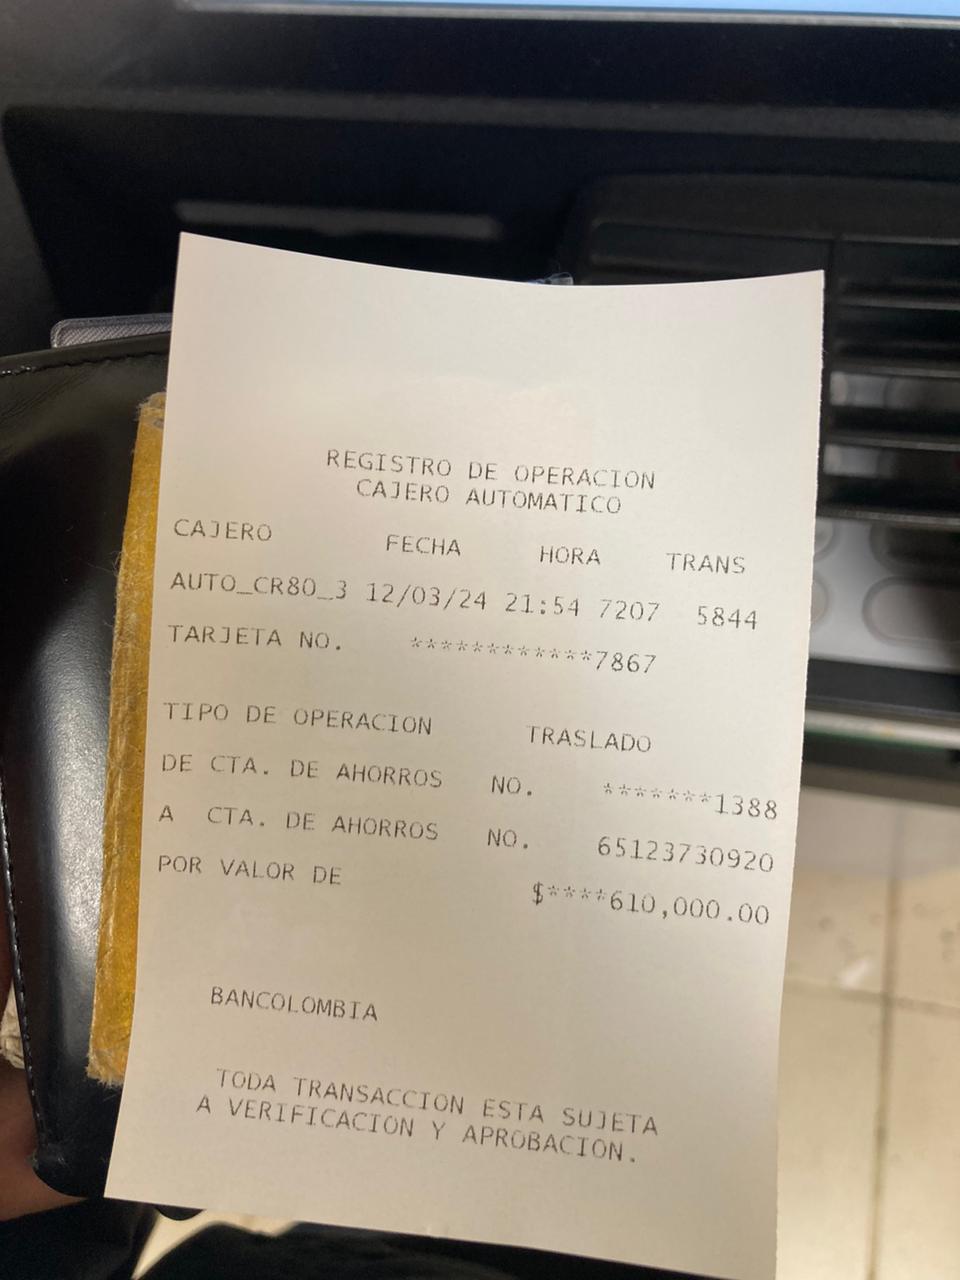 REGISTRO DE OPERACION
CAJERO AUTOMATICO
CAJERO FECHA HORA TRANS
AUTO_CR80_3 12/03/24 21:54 7207 5844
TARJETA NO. ************7867
TIPO DE OPERACION TRASLADO
DE CTA. DE AHORROS NO. *******1388
A CTA. DE AHORROS NO. 65123730920
POR VALOR DE $****610,000.00
BANCOLOMBIA
TODA TRANSACCION ESTA SUJETA
A VERIFICACION Y APROBACION.